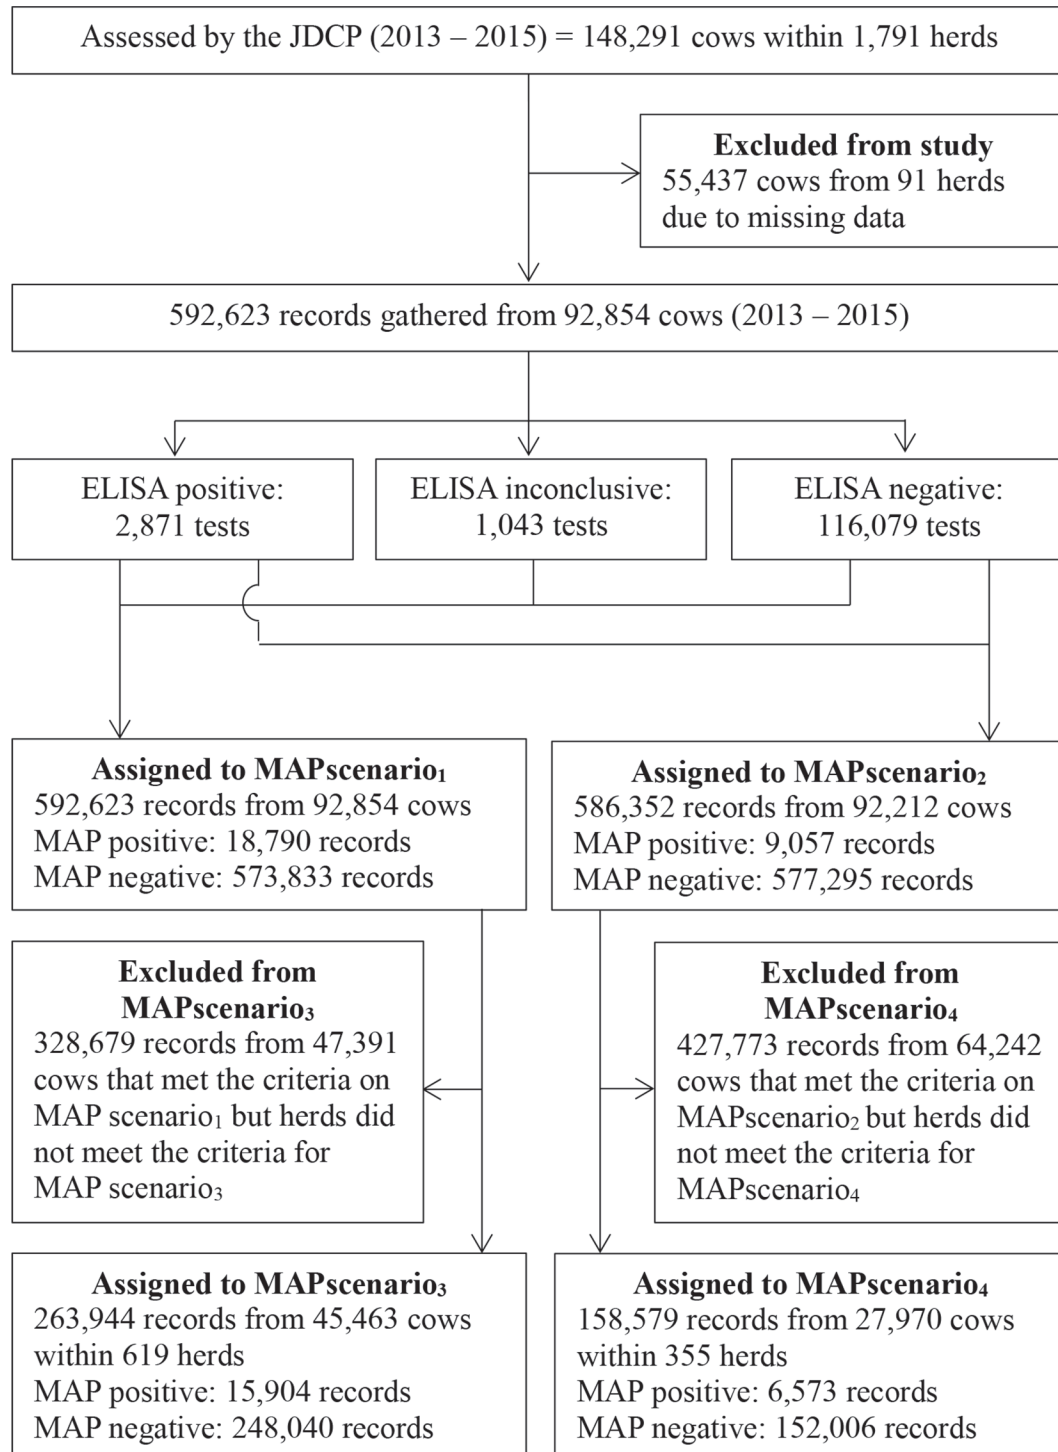 Assessed by the JDCP (2013 – 2015) = 148,291 cows within 1,791 herds
Excluded from study
55,437 cows from 91 herds
due to missing data
592,623 records gathered from 92,854 cows (2013 – 2015)
ELISA positive:
2,871 tests
ELISA inconclusive:
1,043 tests
ELISA negative:
116,079 tests
Assigned to MAPscenario₁
592,623 records from 92,854 cows
MAP positive: 18,790 records
MAP negative: 573,833 records
Assigned to MAPscenario₂
586,352 records from 92,212 cows
MAP positive: 9,057 records
MAP negative: 577,295 records
Excluded from
MAPscenario₃
328,679 records from 47,391
cows that met the criteria on
MAP scenario₁ but herds did
not meet the criteria for
MAP scenario₃
Excluded from
MAPscenario₄
427,773 records from 64,242
cows that met the criteria on
MAPscenario₂ but herds did
not meet the criteria for
MAPscenario₄
Assigned to MAPscenario₃
263,944 records from 45,463 cows
within 619 herds
MAP positive: 15,904 records
MAP negative: 248,040 records
Assigned to MAPscenario₄
158,579 records from 27,970 cows
within 355 herds
MAP positive: 6,573 records
MAP negative: 152,006 records